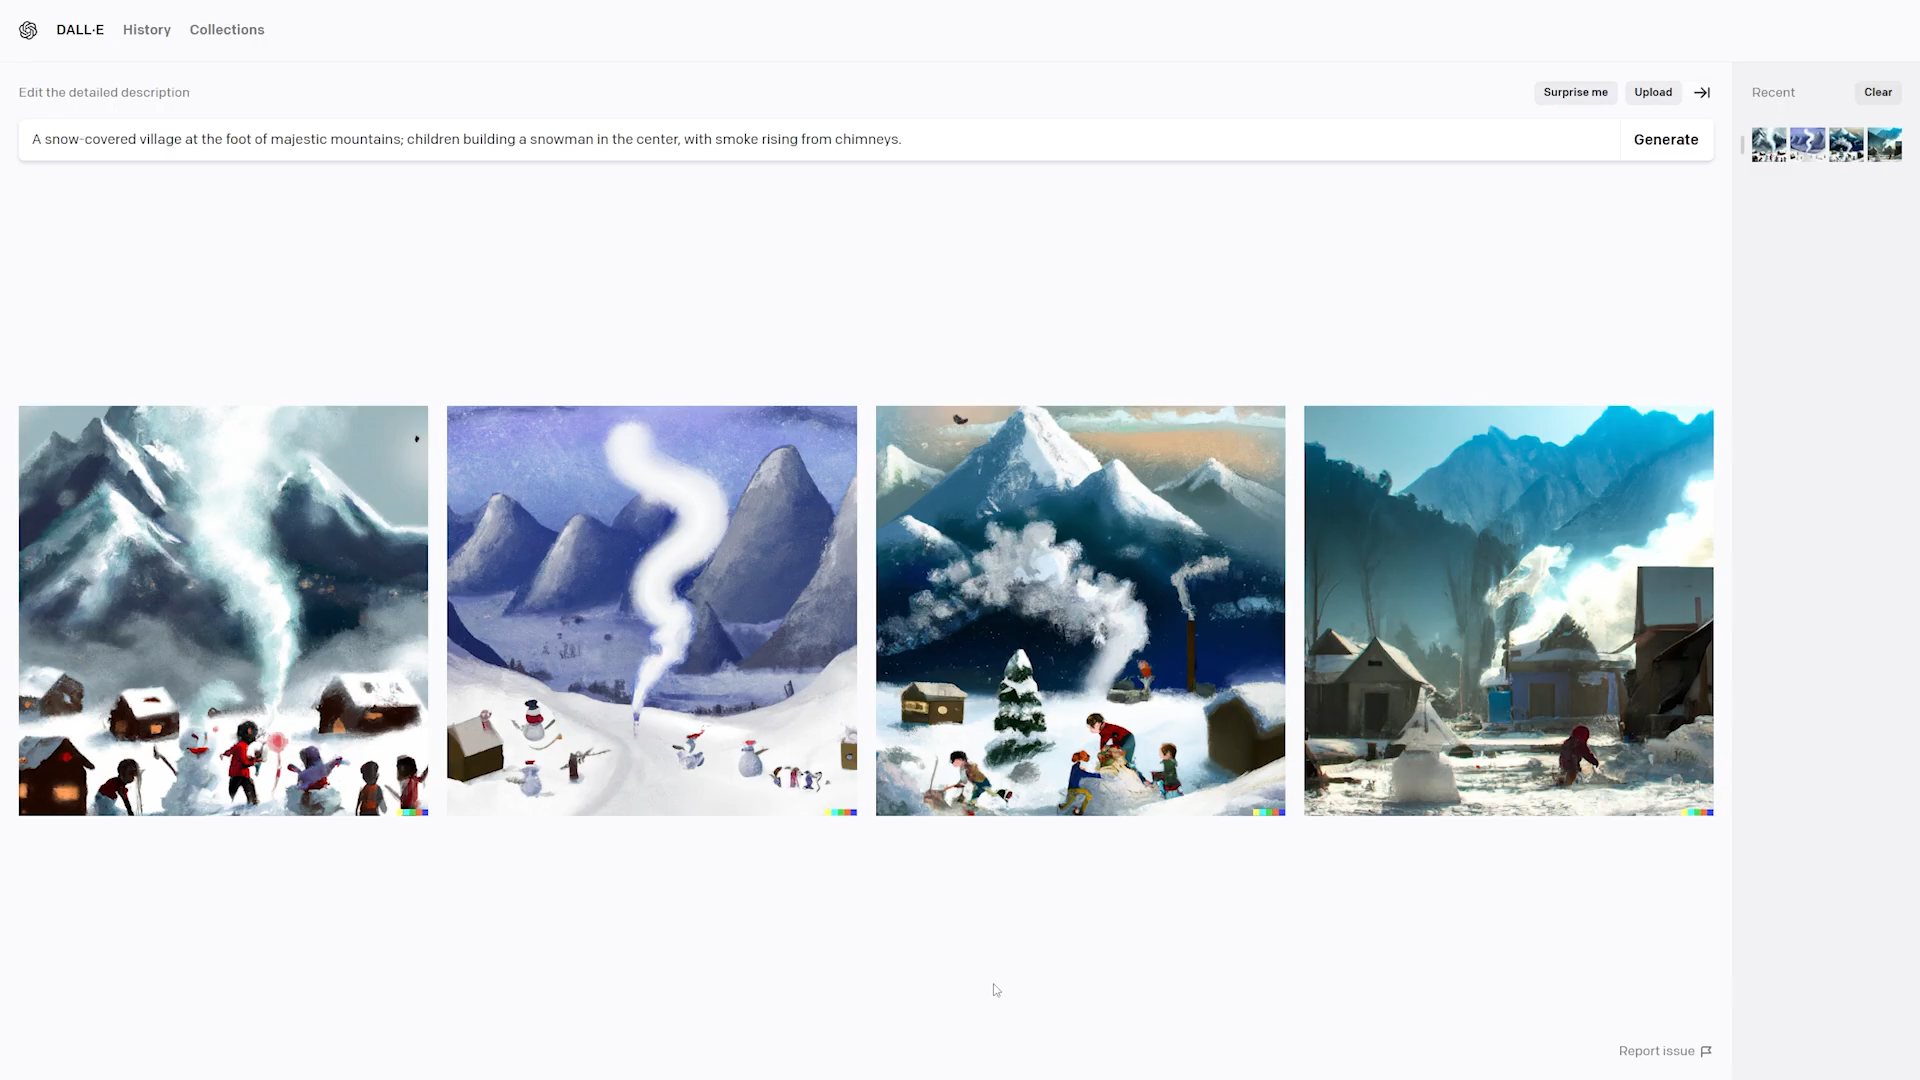 DALL·E History Collections
Edit the detailed description
Surprise me
Upload
Recent
Clear
A snow-covered village at the foot of majestic mountains; children building a snowman in the center, with smoke rising from chimneys.
Generate
Report issue